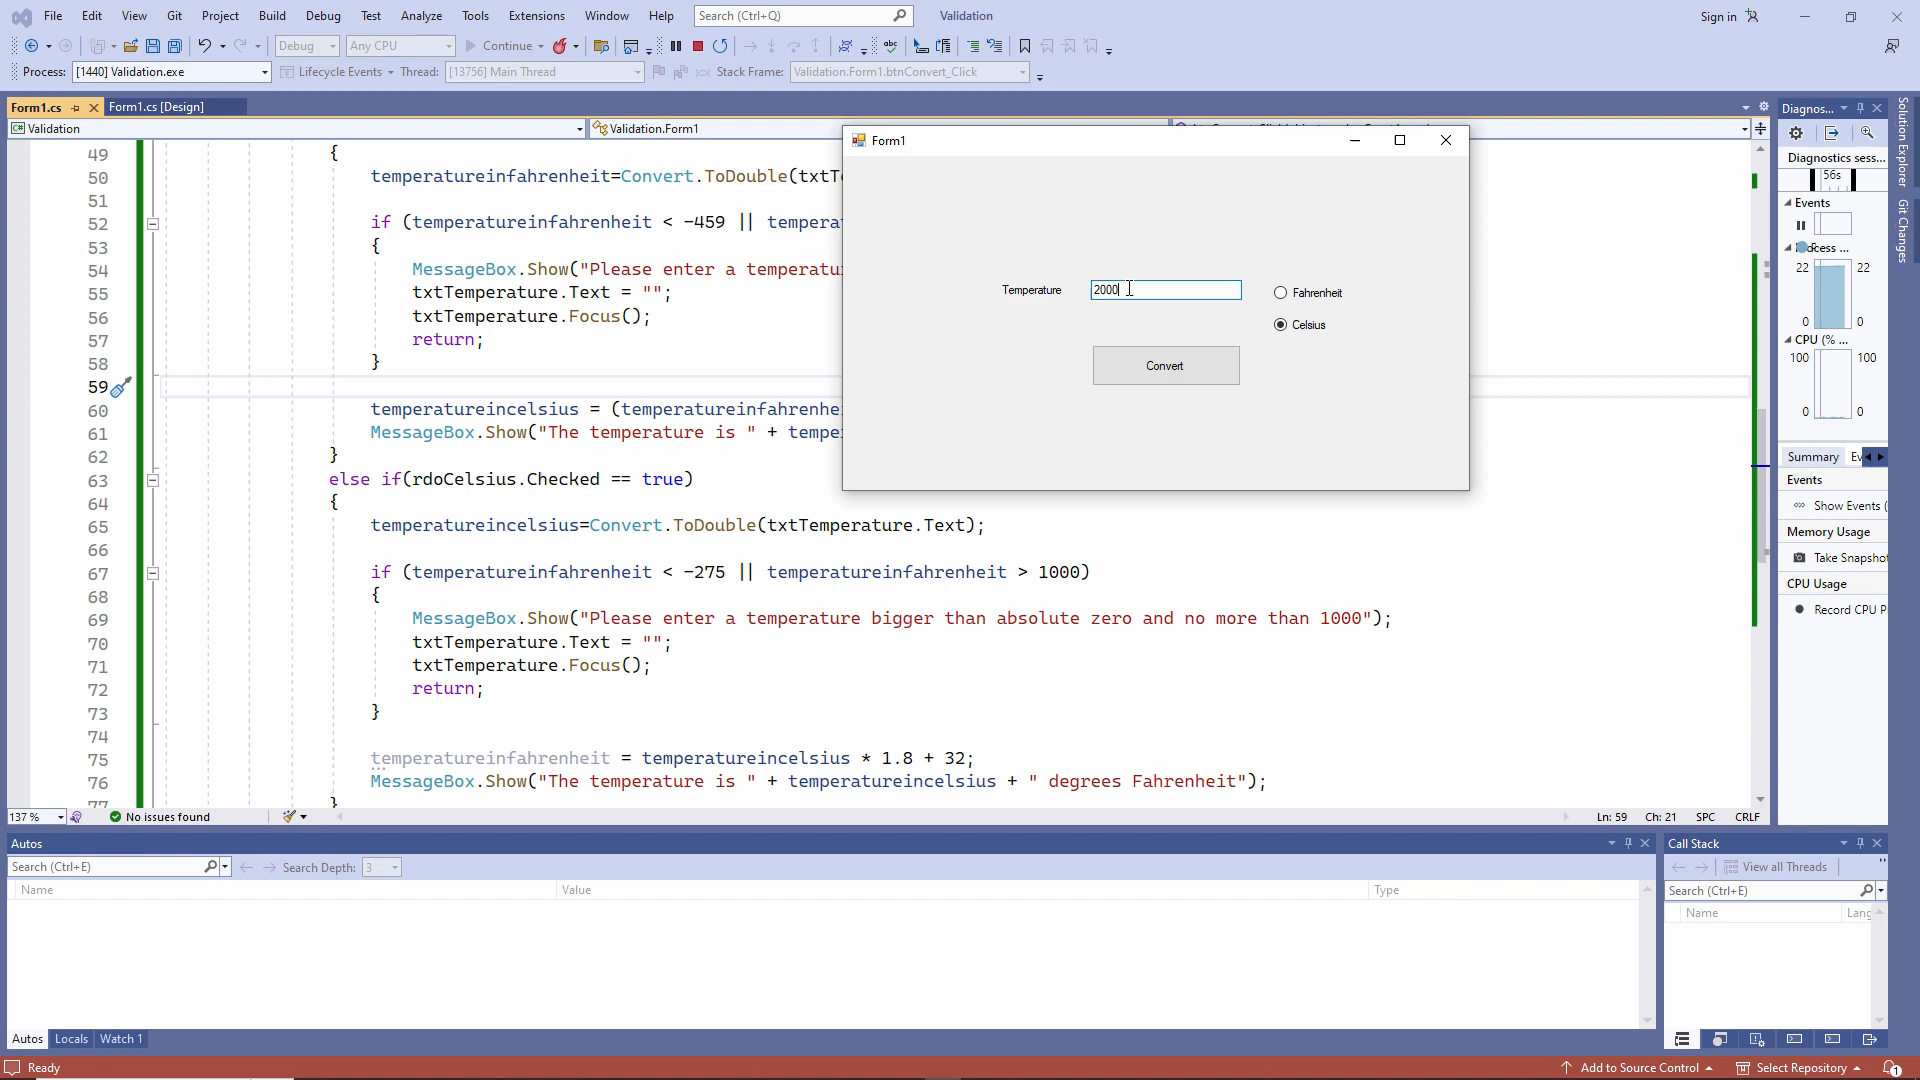 File Edit View Git Project Build Debug Test Analyze Tools Extensions Window Help Search (Ctrl+Q) Validation Sign in
Debug Any CPU Continue
Process: [1440] Validation.exe Lifecycle Events Thread: [13756] Main Thread Stack Frame: Validation.Form1.btnConvert_Click
Form1.cs Form1.cs [Design] Diagnos...
Validation Validation.Form1
Form1
Temperature 2000 Fahrenheit
Celsius
Convert
49 {
50 temperatureinfahrenheit=Convert.ToDouble(txtT
51
52 if (temperatureinfahrenheit < -459 || tempera
53 {
54 MessageBox.Show("Please enter a temperatu
55 txtTemperature.Text = "";
56 txtTemperature.Focus();
57 return;
58 }
59
60 temperatureincelsius = (temperatureinfahrenhe
61 MessageBox.Show("The temperature is " + tempe
62 }
63 else if(rdoCelsius.Checked == true)
64 {
65 temperatureincelsius=Convert.ToDouble(txtTemperature.Text);
66
67 if (temperatureinfahrenheit < -275 || temperatureinfahrenheit > 1000)
68 {
69 MessageBox.Show("Please enter a temperature bigger than absolute zero and no more than 1000");
70 txtTemperature.Text = "";
71 txtTemperature.Focus();
72 return;
73 }
74
75 temperatureinfahrenheit = temperatureincelsius * 1.8 + 32;
76 MessageBox.Show("The temperature is " + temperatureincelsius + " degrees Fahrenheit");
77 }
137 % No issues found Ln: 59 Ch: 21 SPC CRLF
Diagnostics sess...
56s
Events
22 22
0 0
CPU (% ...
100 100
0 0
Summary Ev
Events
Show Events (
Memory Usage
Take Snapshot
CPU Usage
Record CPU P
Solution Explorer
Git Changes
Autos
Search (Ctrl+E) Search Depth: 3
Name Value Type
Autos Locals Watch 1
Call Stack
View all Threads
Search (Ctrl+E)
Name Lang
Ready Add to Source Control Select Repository 1